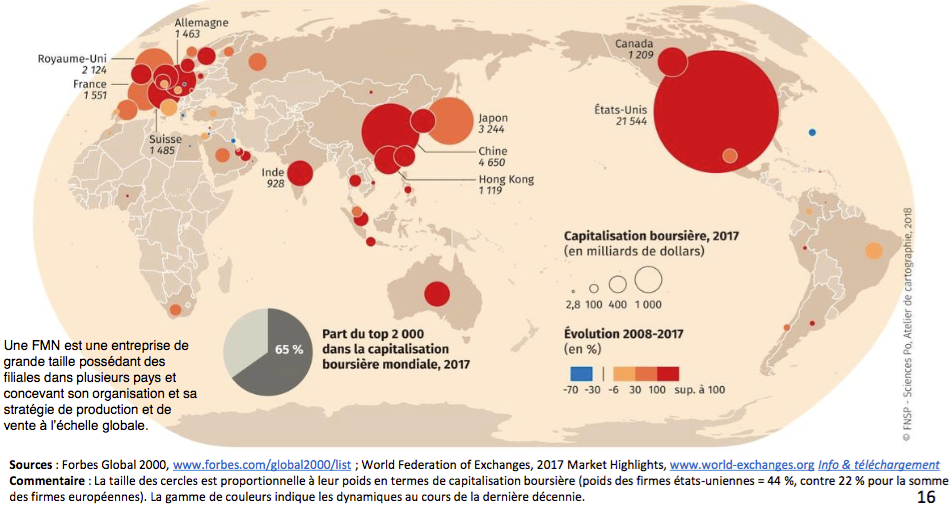 Allemagne
1 463
Royaume-Uni
2 124
France
1 551
Suisse
1 485
Inde
928
Japon
3 244
Chine
4 650
Hong Kong
1 119
Canada
1 209
États-Unis
21 544
Capitalisation boursière, 2017
(en milliards de dollars)
2,8 100 400 1 000
Évolution 2008-2017
(en %)
-70 -30 -6 30 100 sup. à 100
65 %
Part du top 2 000
dans la capitalisation
boursière mondiale, 2017
© FNSP - Sciences Po, Atelier de cartographie, 2018
Une FMN est une entreprise de
grande taille possédant des
filiales dans plusieurs pays et
concevant son organisation et sa
stratégie de production et de
vente à l'échelle globale.
Sources : Forbes Global 2000, www.forbes.com/global2000/list ; World Federation of Exchanges, 2017 Market Highlights, www.world-exchanges.org Info & téléchargement
Commentaire : La taille des cercles est proportionnelle à leur poids en termes de capitalisation boursière (poids des firmes états-uniennes = 44 %, contre 22 % pour la somme
des firmes européennes). La gamme de couleurs indique les dynamiques au cours de la dernière décennie.
16